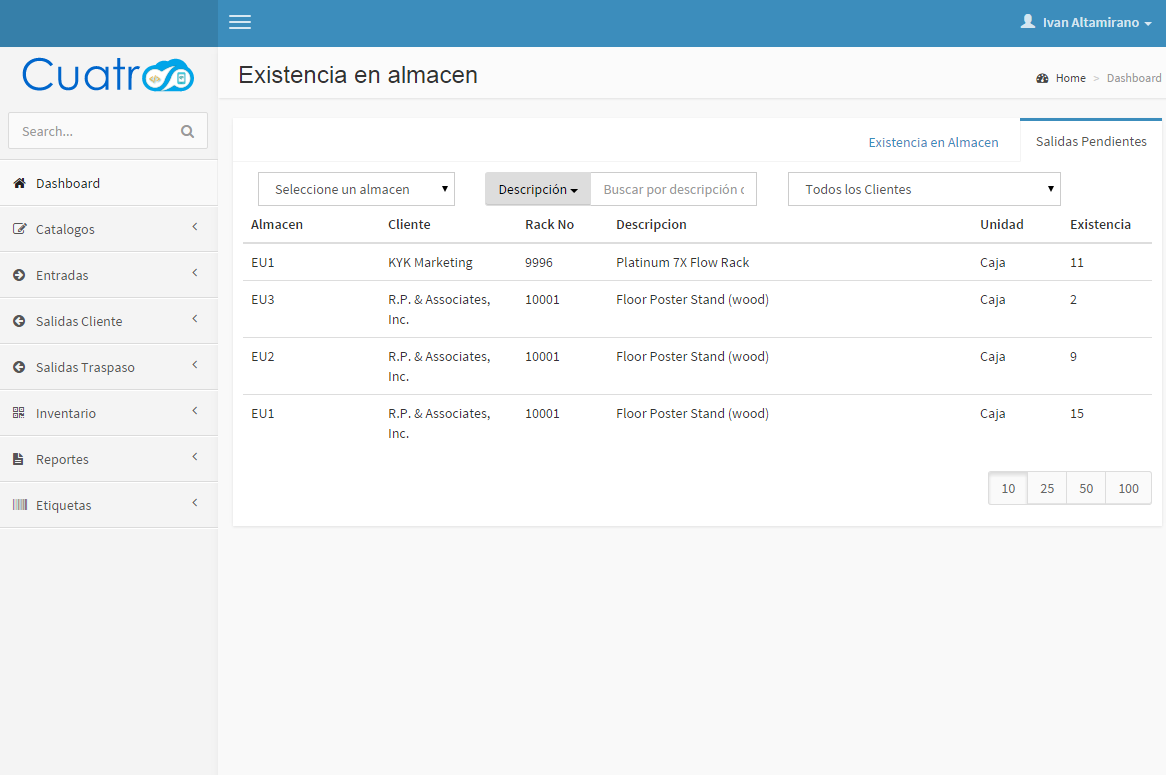 Ivan Altamirano
Cuatro
Existencia en almacen
Home > Dashboard
Search...
Dashboard
Catalogos
Entradas
Salidas Cliente
Salidas Traspaso
Inventario
Reportes
Etiquetas
Existencia en Almacen Salidas Pendientes
Seleccione un almacen Descripción Buscar por descripción c Todos los Clientes
Almacen Cliente Rack No Descripcion Unidad Existencia
EU1 KYK Marketing 9996 Platinum 7X Flow Rack Caja 11
EU3 R.P. & Associates, 10001 Floor Poster Stand (wood) Caja 2
Inc.
EU2 R.P. & Associates, 10001 Floor Poster Stand (wood) Caja 9
Inc.
EU1 R.P. & Associates, 10001 Floor Poster Stand (wood) Caja 15
Inc.
10 25 50 100